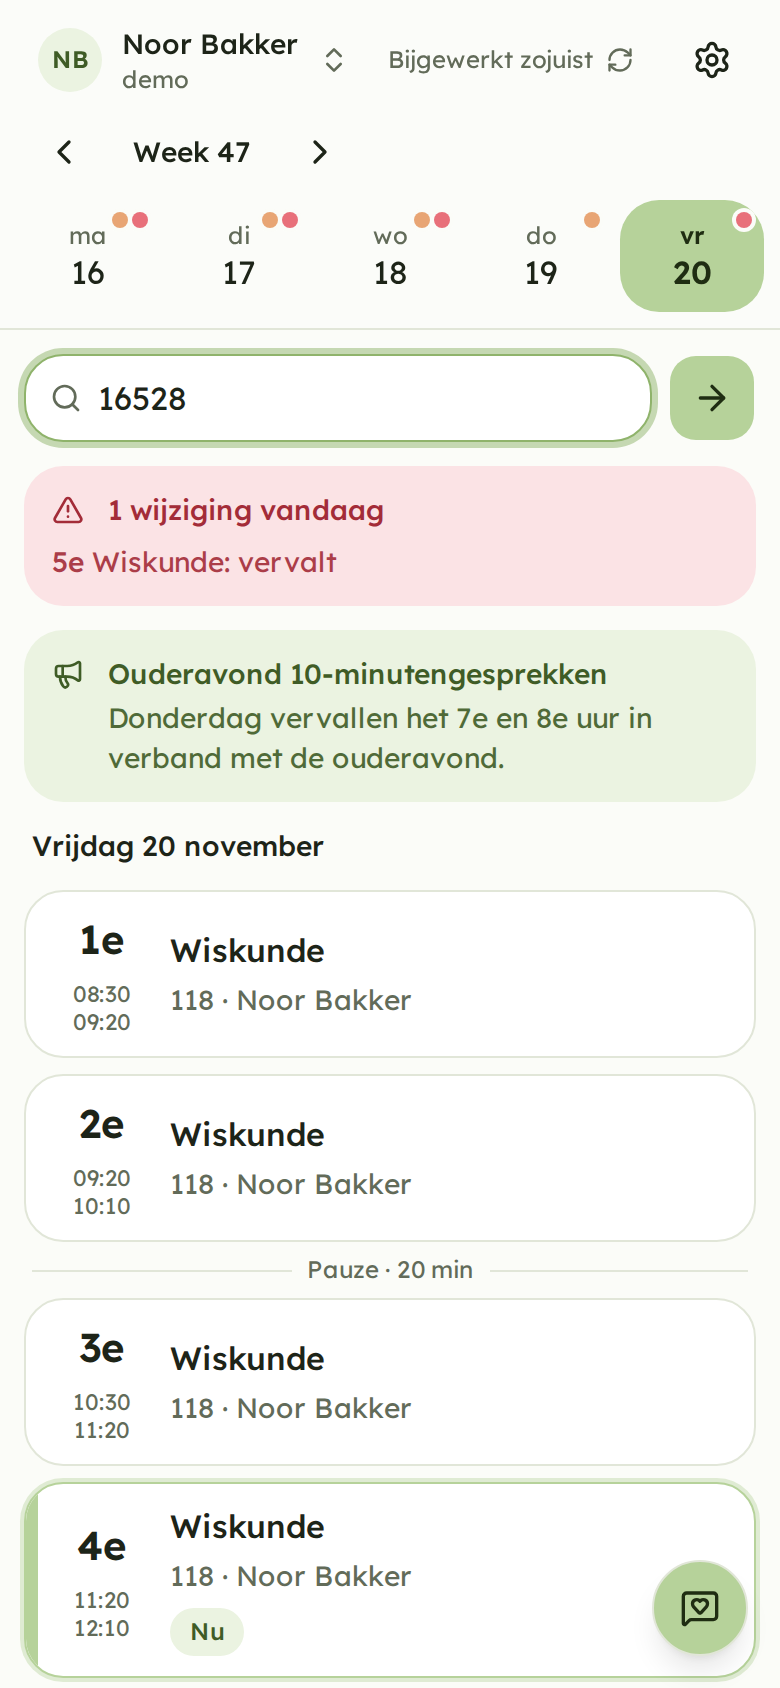 NB
Noor Bakker
demo
Bijgewerkt zojuist
Week 47
ma
16
di
17
wo
18
do
19
vr
20
16528
1 wijziging vandaag
5e Wiskunde: vervalt
Ouderavond 10-minutengesprekken
Donderdag vervallen het 7e en 8e uur in
verband met de ouderavond.
Vrijdag 20 november
1e
08:30
09:20
Wiskunde
118 · Noor Bakker
2e
09:20
10:10
Wiskunde
118 · Noor Bakker
Pauze · 20 min
3e
10:30
11:20
Wiskunde
118 · Noor Bakker
4e
11:20
12:10
Wiskunde
118 · Noor Bakker
Nu